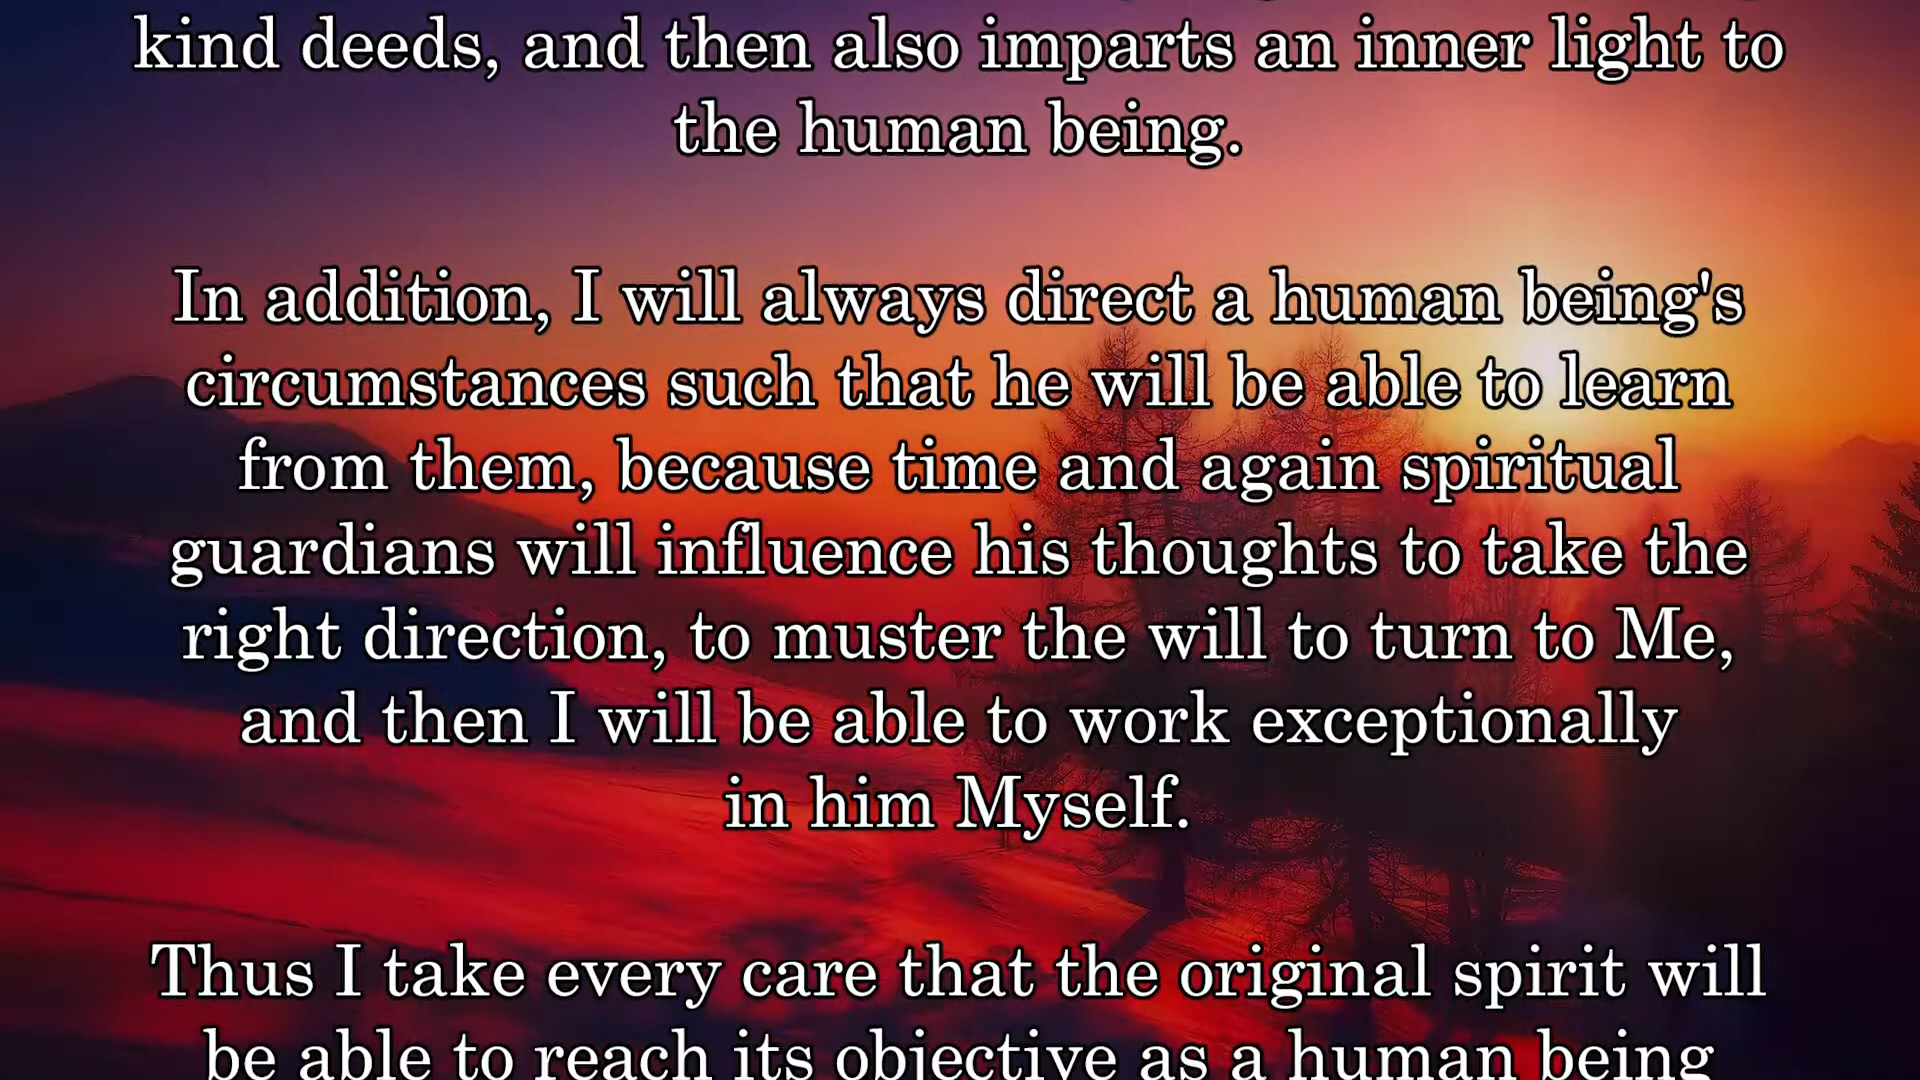 kind deeds, and then also imparts an inner light to
the human being.
In addition, I will always direct a human being's
circumstances such that he will be able to learn
from them, because time and again spiritual
guardians will influence his thoughts to take the
right direction, to muster the will to turn to Me,
and then I will be able to work exceptionally
in him Myself.
Thus I take every care that the original spirit will
be able to reach its objective as a human being